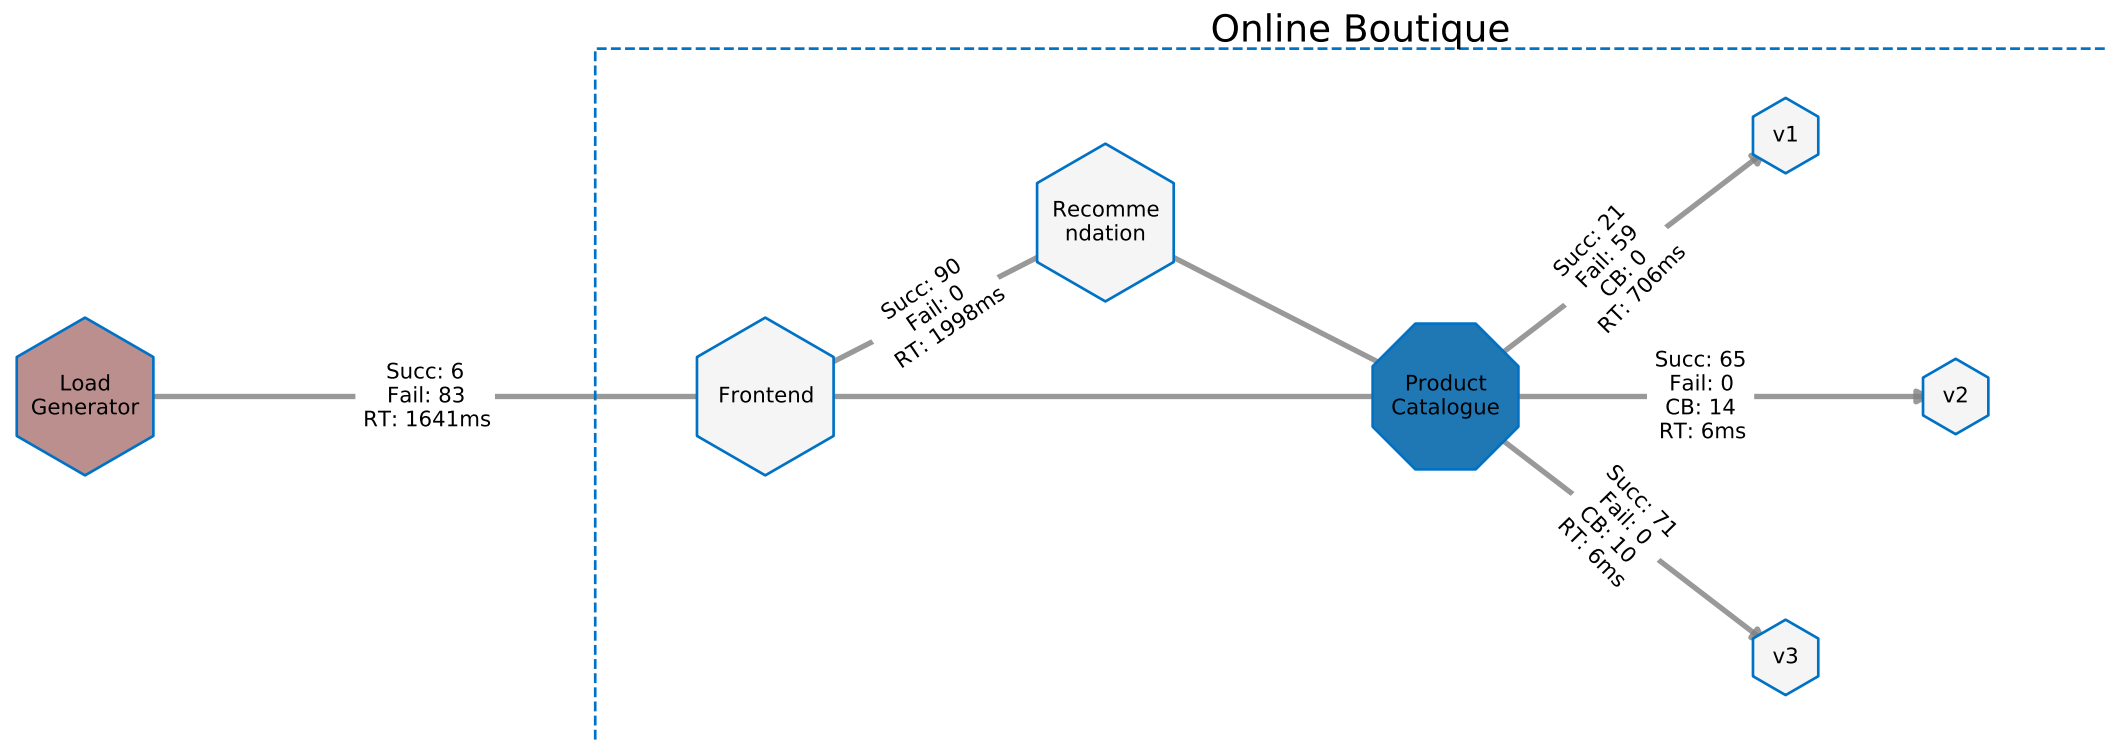 Online Boutique
Load
Generator
Succ: 6
Fail: 83
RT: 1641ms
Frontend
Succ: 90
Fail: 0
RT: 1998ms
Recomme
ndation
Product
Catalogue
Succ: 21
Fail: 59
CB: 0
RT: 706ms
v1
Succ: 65
Fail: 0
CB: 14
RT: 6ms
v2
Succ: 71
Fail: 0
CB: 10
RT: 6ms
v3